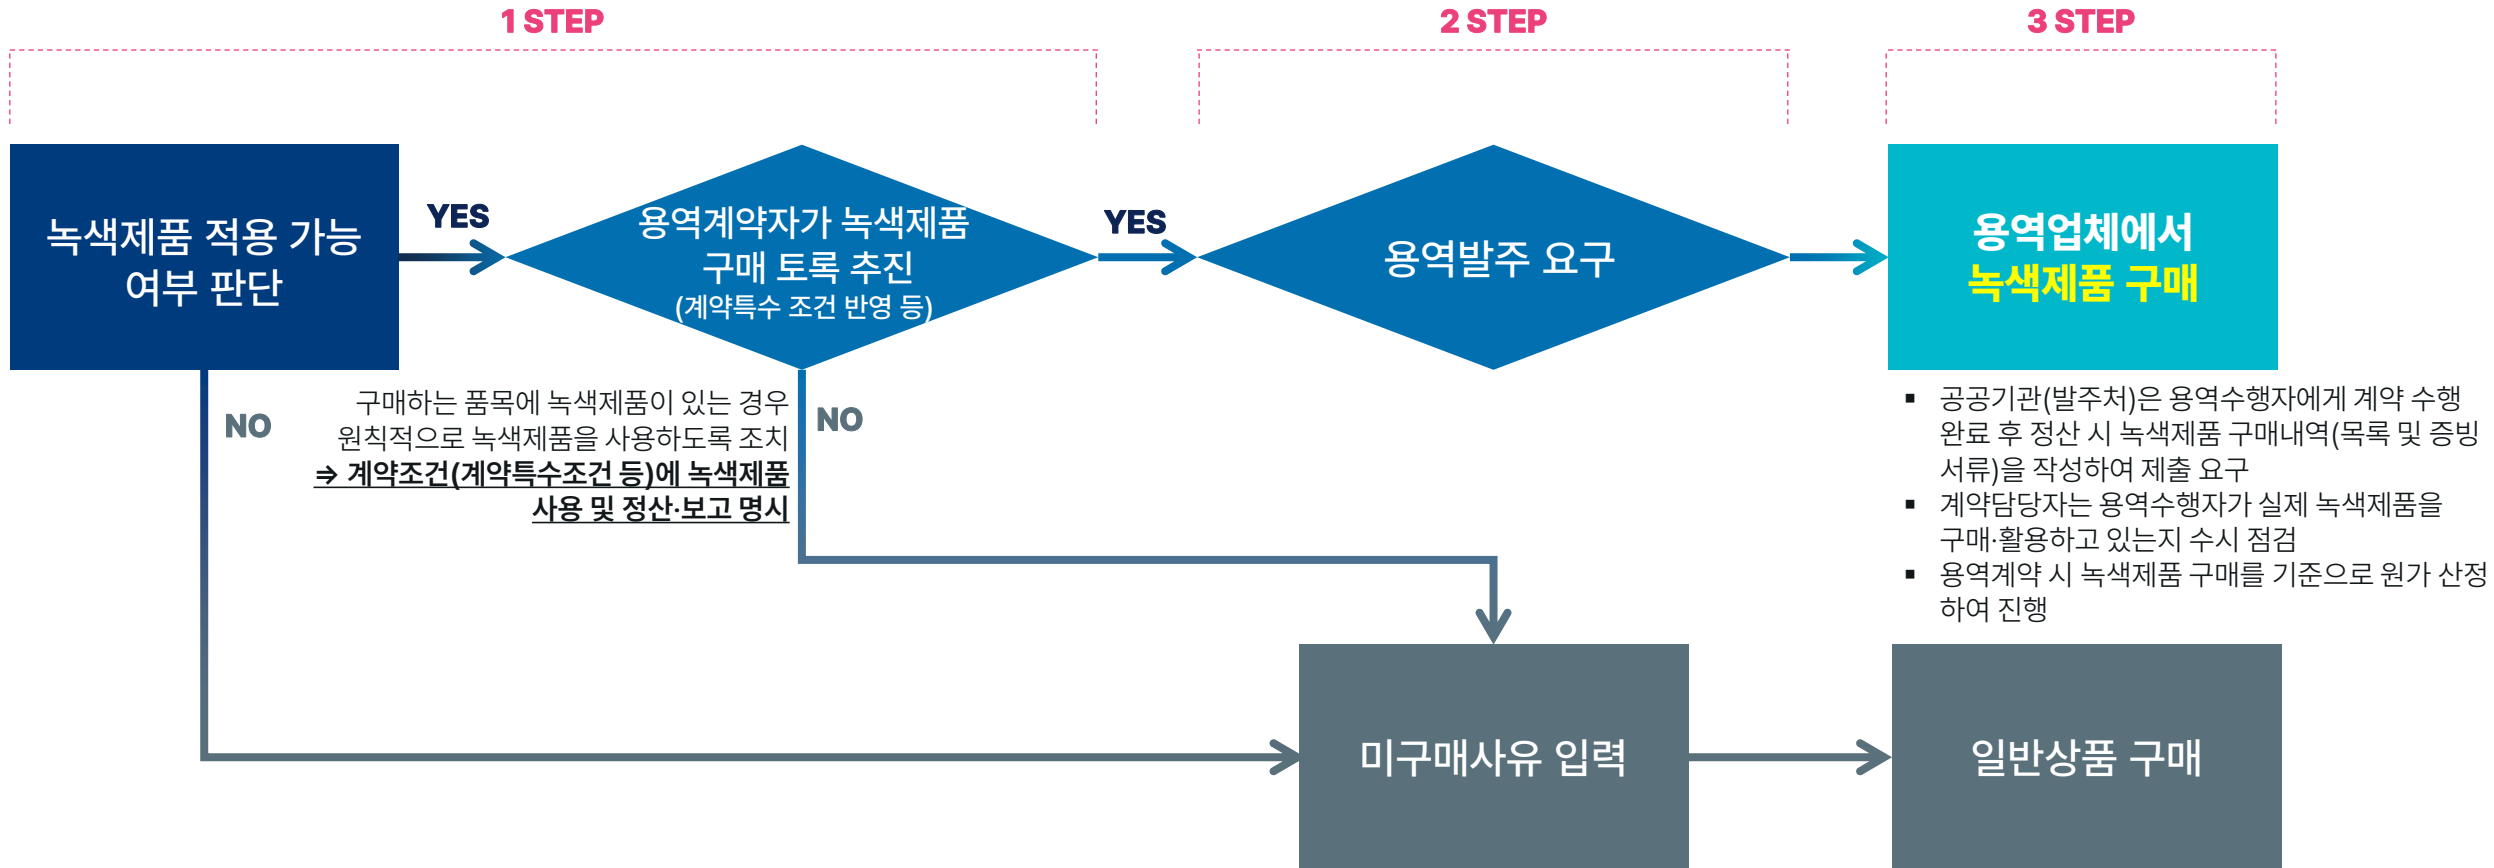 1 STEP
2 STEP
3 STEP
녹색제품 적용 가능
여부 판단
YES
용역계약자가 녹색제품
구매 토록 추진
(계약특수 조건 반영 등)
YES
용역발주 요구
용역업체에서
녹색제품 구매
NO
구매하는 품목에 녹색제품이 있는 경우
원칙적으로 녹색제품을 사용하도록 조치
⇒ 계약조건(계약특수조건 등)에 녹색제품
사용 및 정산·보고 명시
NO
▪ 공공기관(발주처)은 용역수행자에게 계약 수행
완료 후 정산 시 녹색제품 구매내역(목록 및 증빙
서류)을 작성하여 제출 요구
▪ 계약담당자는 용역수행자가 실제 녹색제품을
구매·활용하고 있는지 수시 점검
▪ 용역계약 시 녹색제품 구매를 기준으로 원가 산정
하여 진행
미구매사유 입력
일반상품 구매